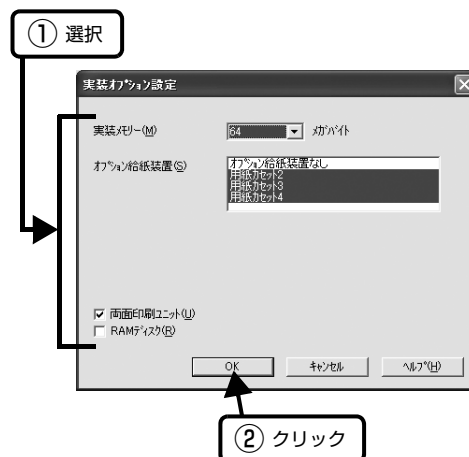 ① 選択
実装オプション設定
実装メモリー(M)
64
メガバイト
オプション給紙装置(S)
オプション給紙装置なし
用紙カセット2
用紙カセット3
用紙カセット4
両面印刷ユニット(U)
RAMディスク(R)
OK
キャンセル
ヘルプ(H)
② クリック